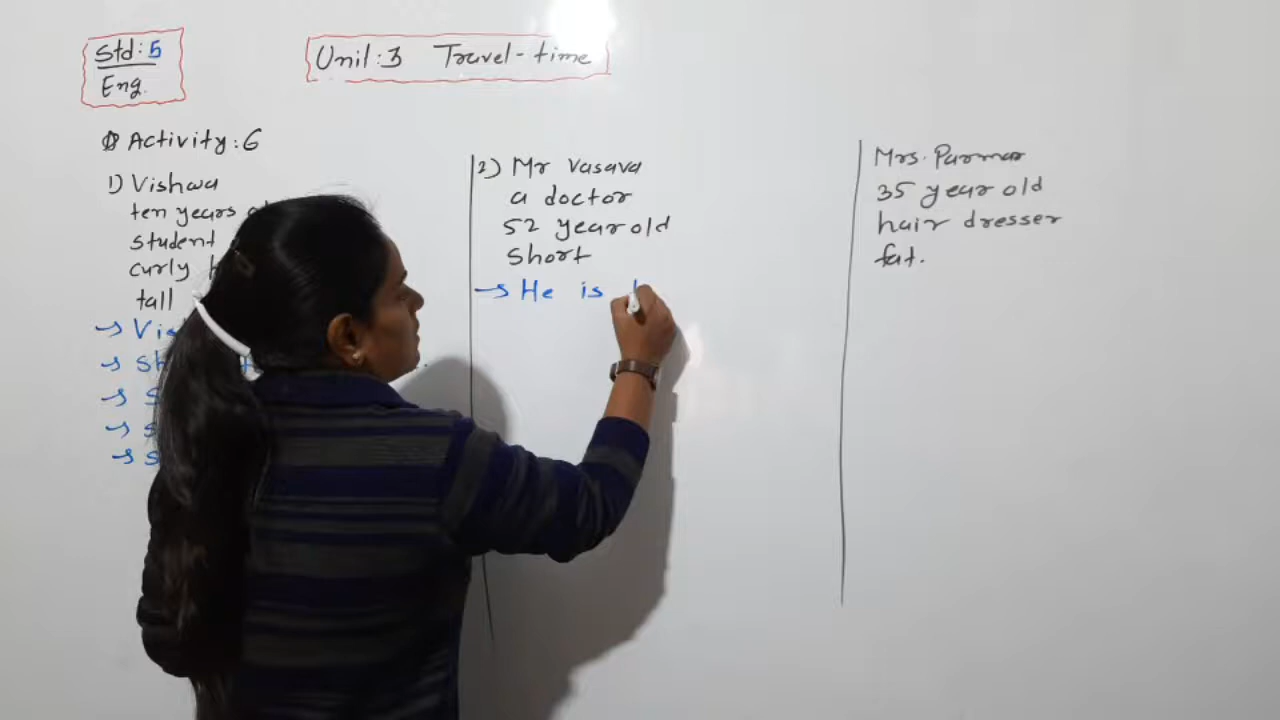 Std: 5
Eng.
Unit: 3 Travel-time
Activity: 6
1) Vishwa
ten years
student
curly
tall
2) Mr Vasava
a doctor
52 year old
short
→ He is
Mrs. Parmar
35 year old
hair dresser
fat.